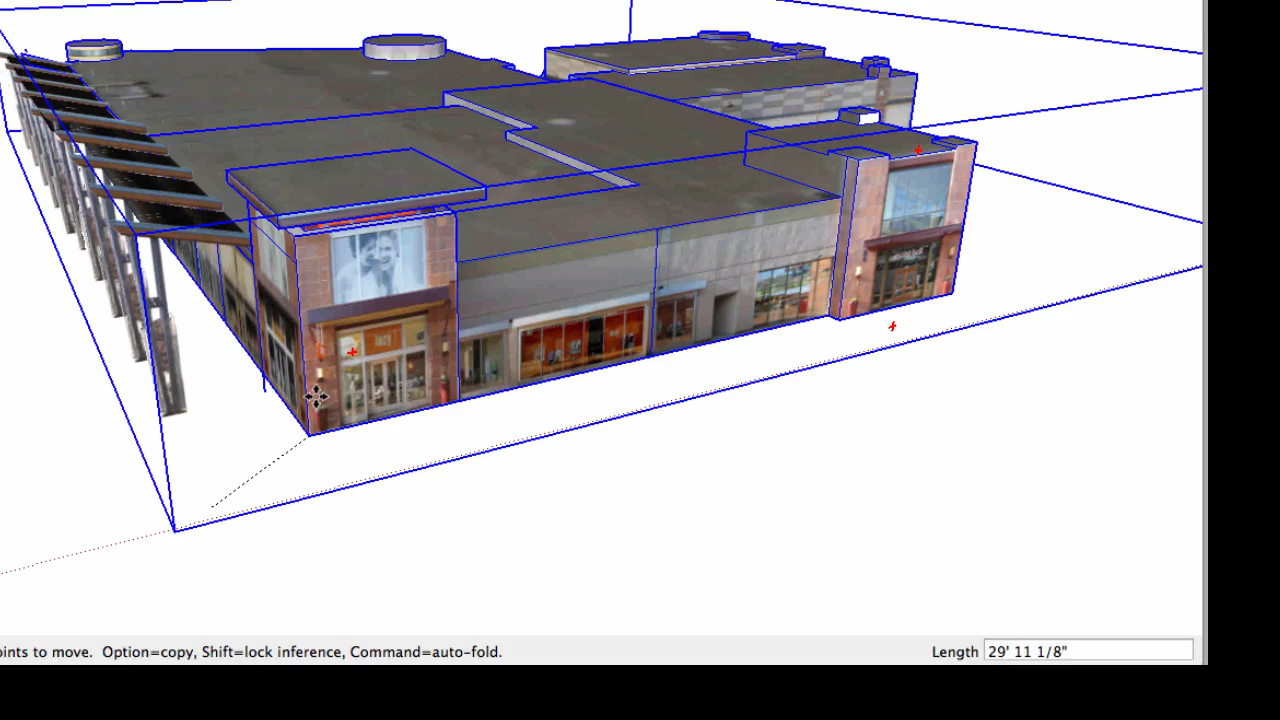 oints to move.  Option=copy, Shift=lock inference, Command=auto-fold.
Length 29' 11 1/8"